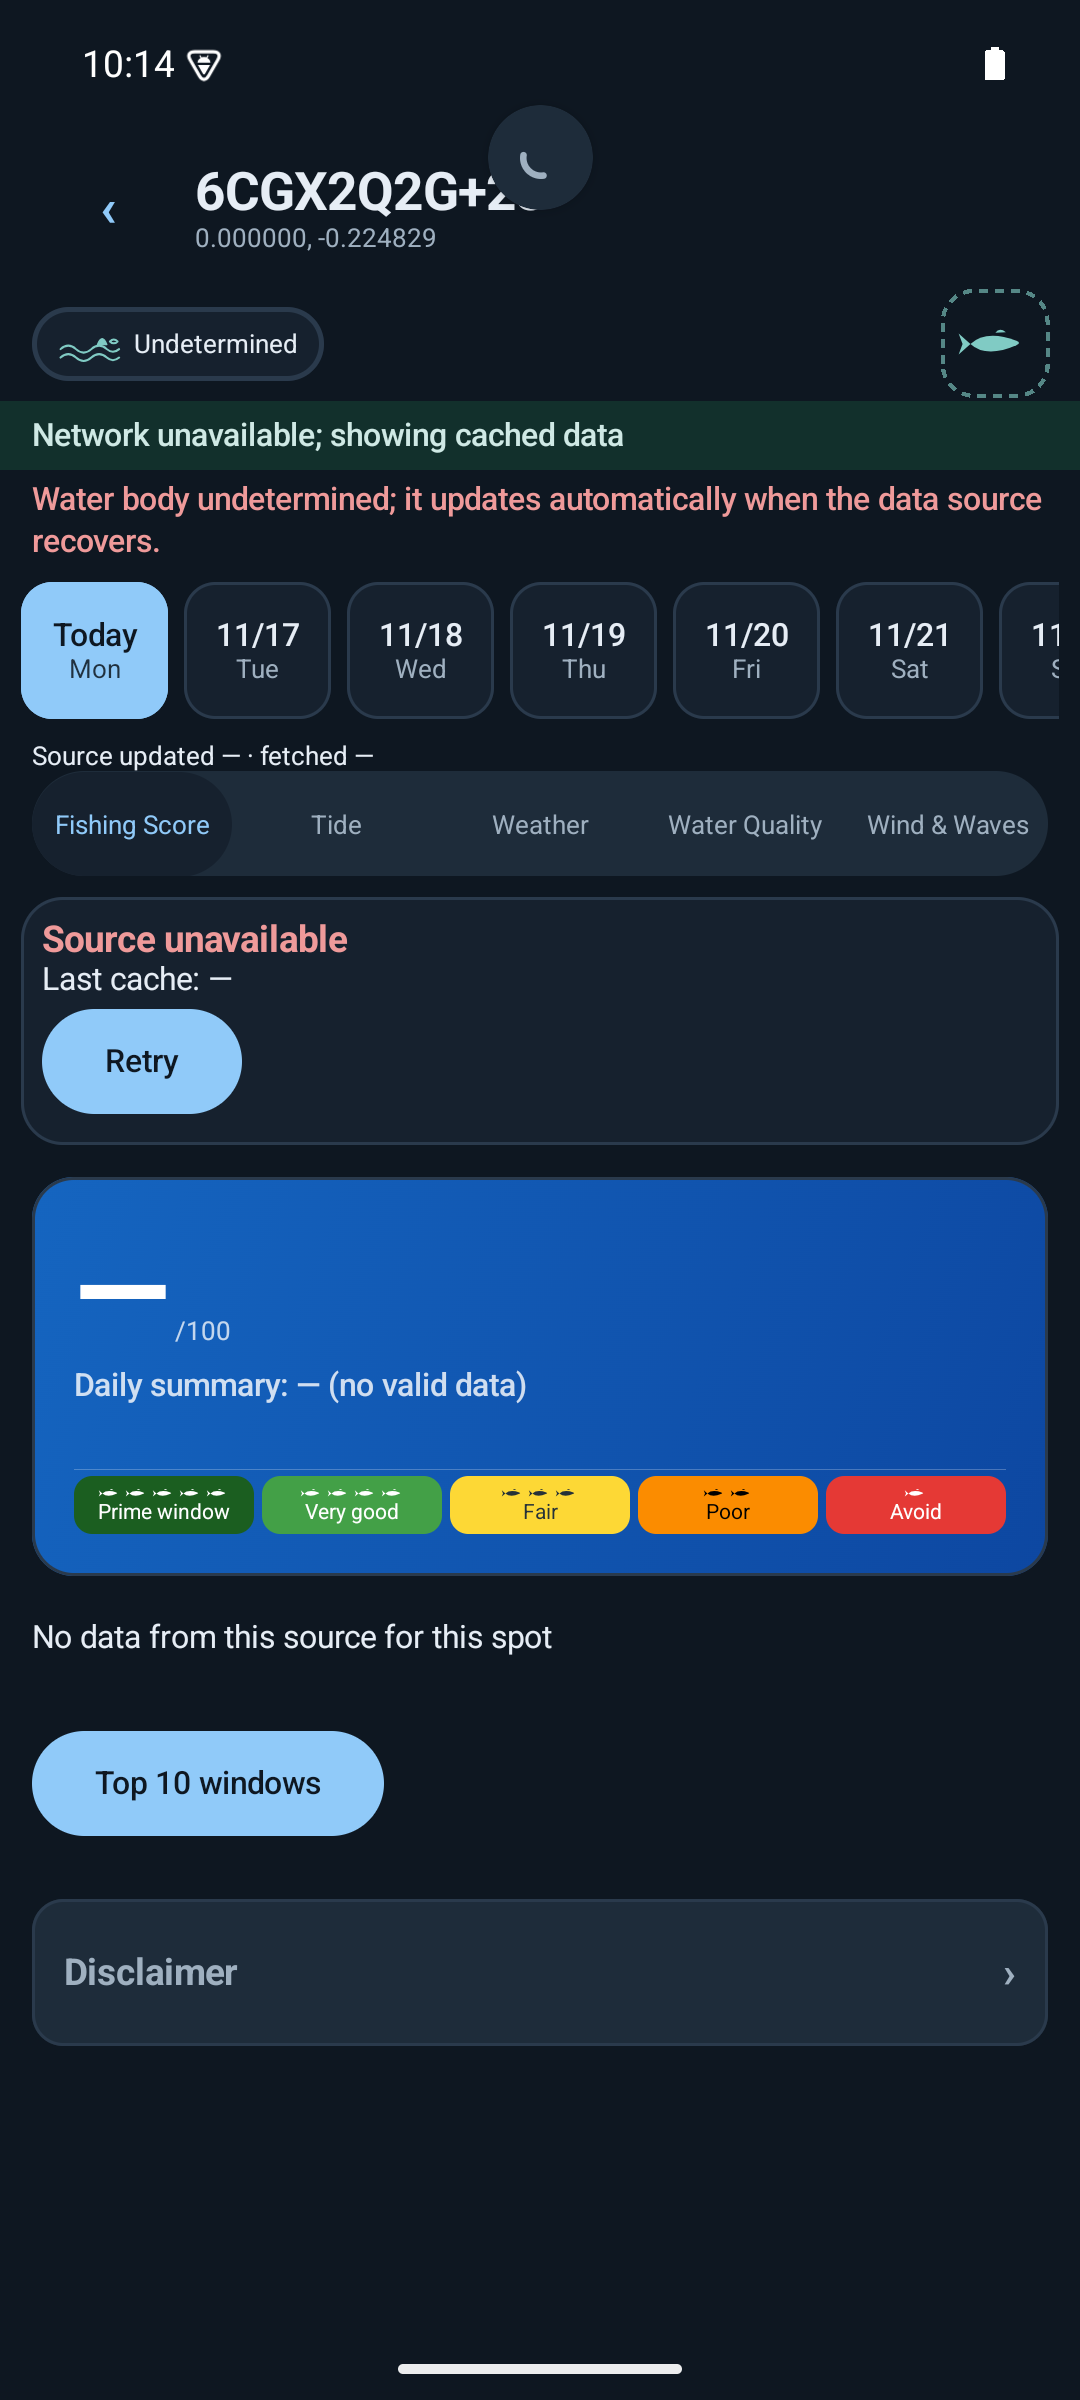 10:14
0.000000, -0.224829
Undetermined
Network unavailable; showing cached data
Water body undetermined; it updates automatically when the data source
recovers.
Today
Mon
11/17
Tue
11/18
Wed
11/19
Thu
11/20
Fri
11/21
Sat
Source updated — · fetched —
Fishing Score
Tide
Weather
Water Quality
Wind & Waves
Source unavailable
Last cache: —
Retry
—
/100
Daily summary: — (no valid data)
Prime window
Very good
Fair
Poor
Avoid
No data from this source for this spot
Top 10 windows
Disclaimer